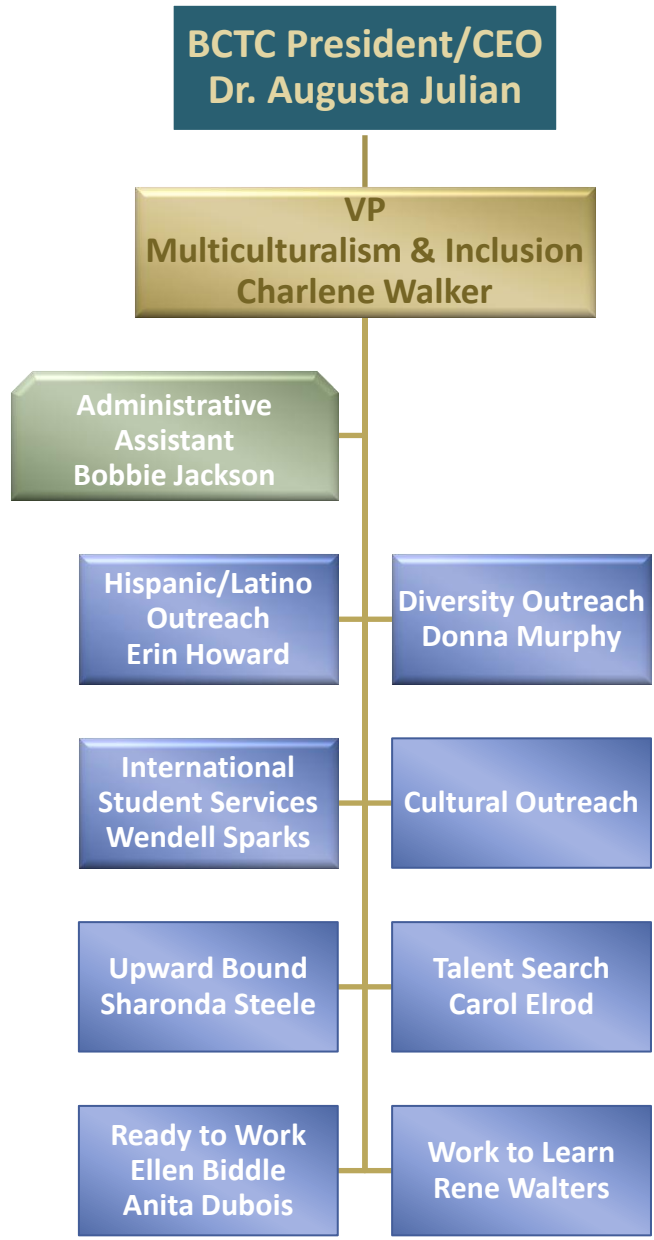 BCTC President/CEO
Dr. Augusta Julian
VP
Multiculturalism & Inclusion
Charlene Walker
Administrative
Assistant
Bobbie Jackson
Hispanic/Latino
Outreach
Erin Howard
Diversity Outreach
Donna Murphy
International
Student Services
Wendell Sparks
Cultural Outreach
Upward Bound
Sharonda Steele
Talent Search
Carol Elrod
Ready to Work
Ellen Biddle
Anita Dubois
Work to Learn
Rene Walters